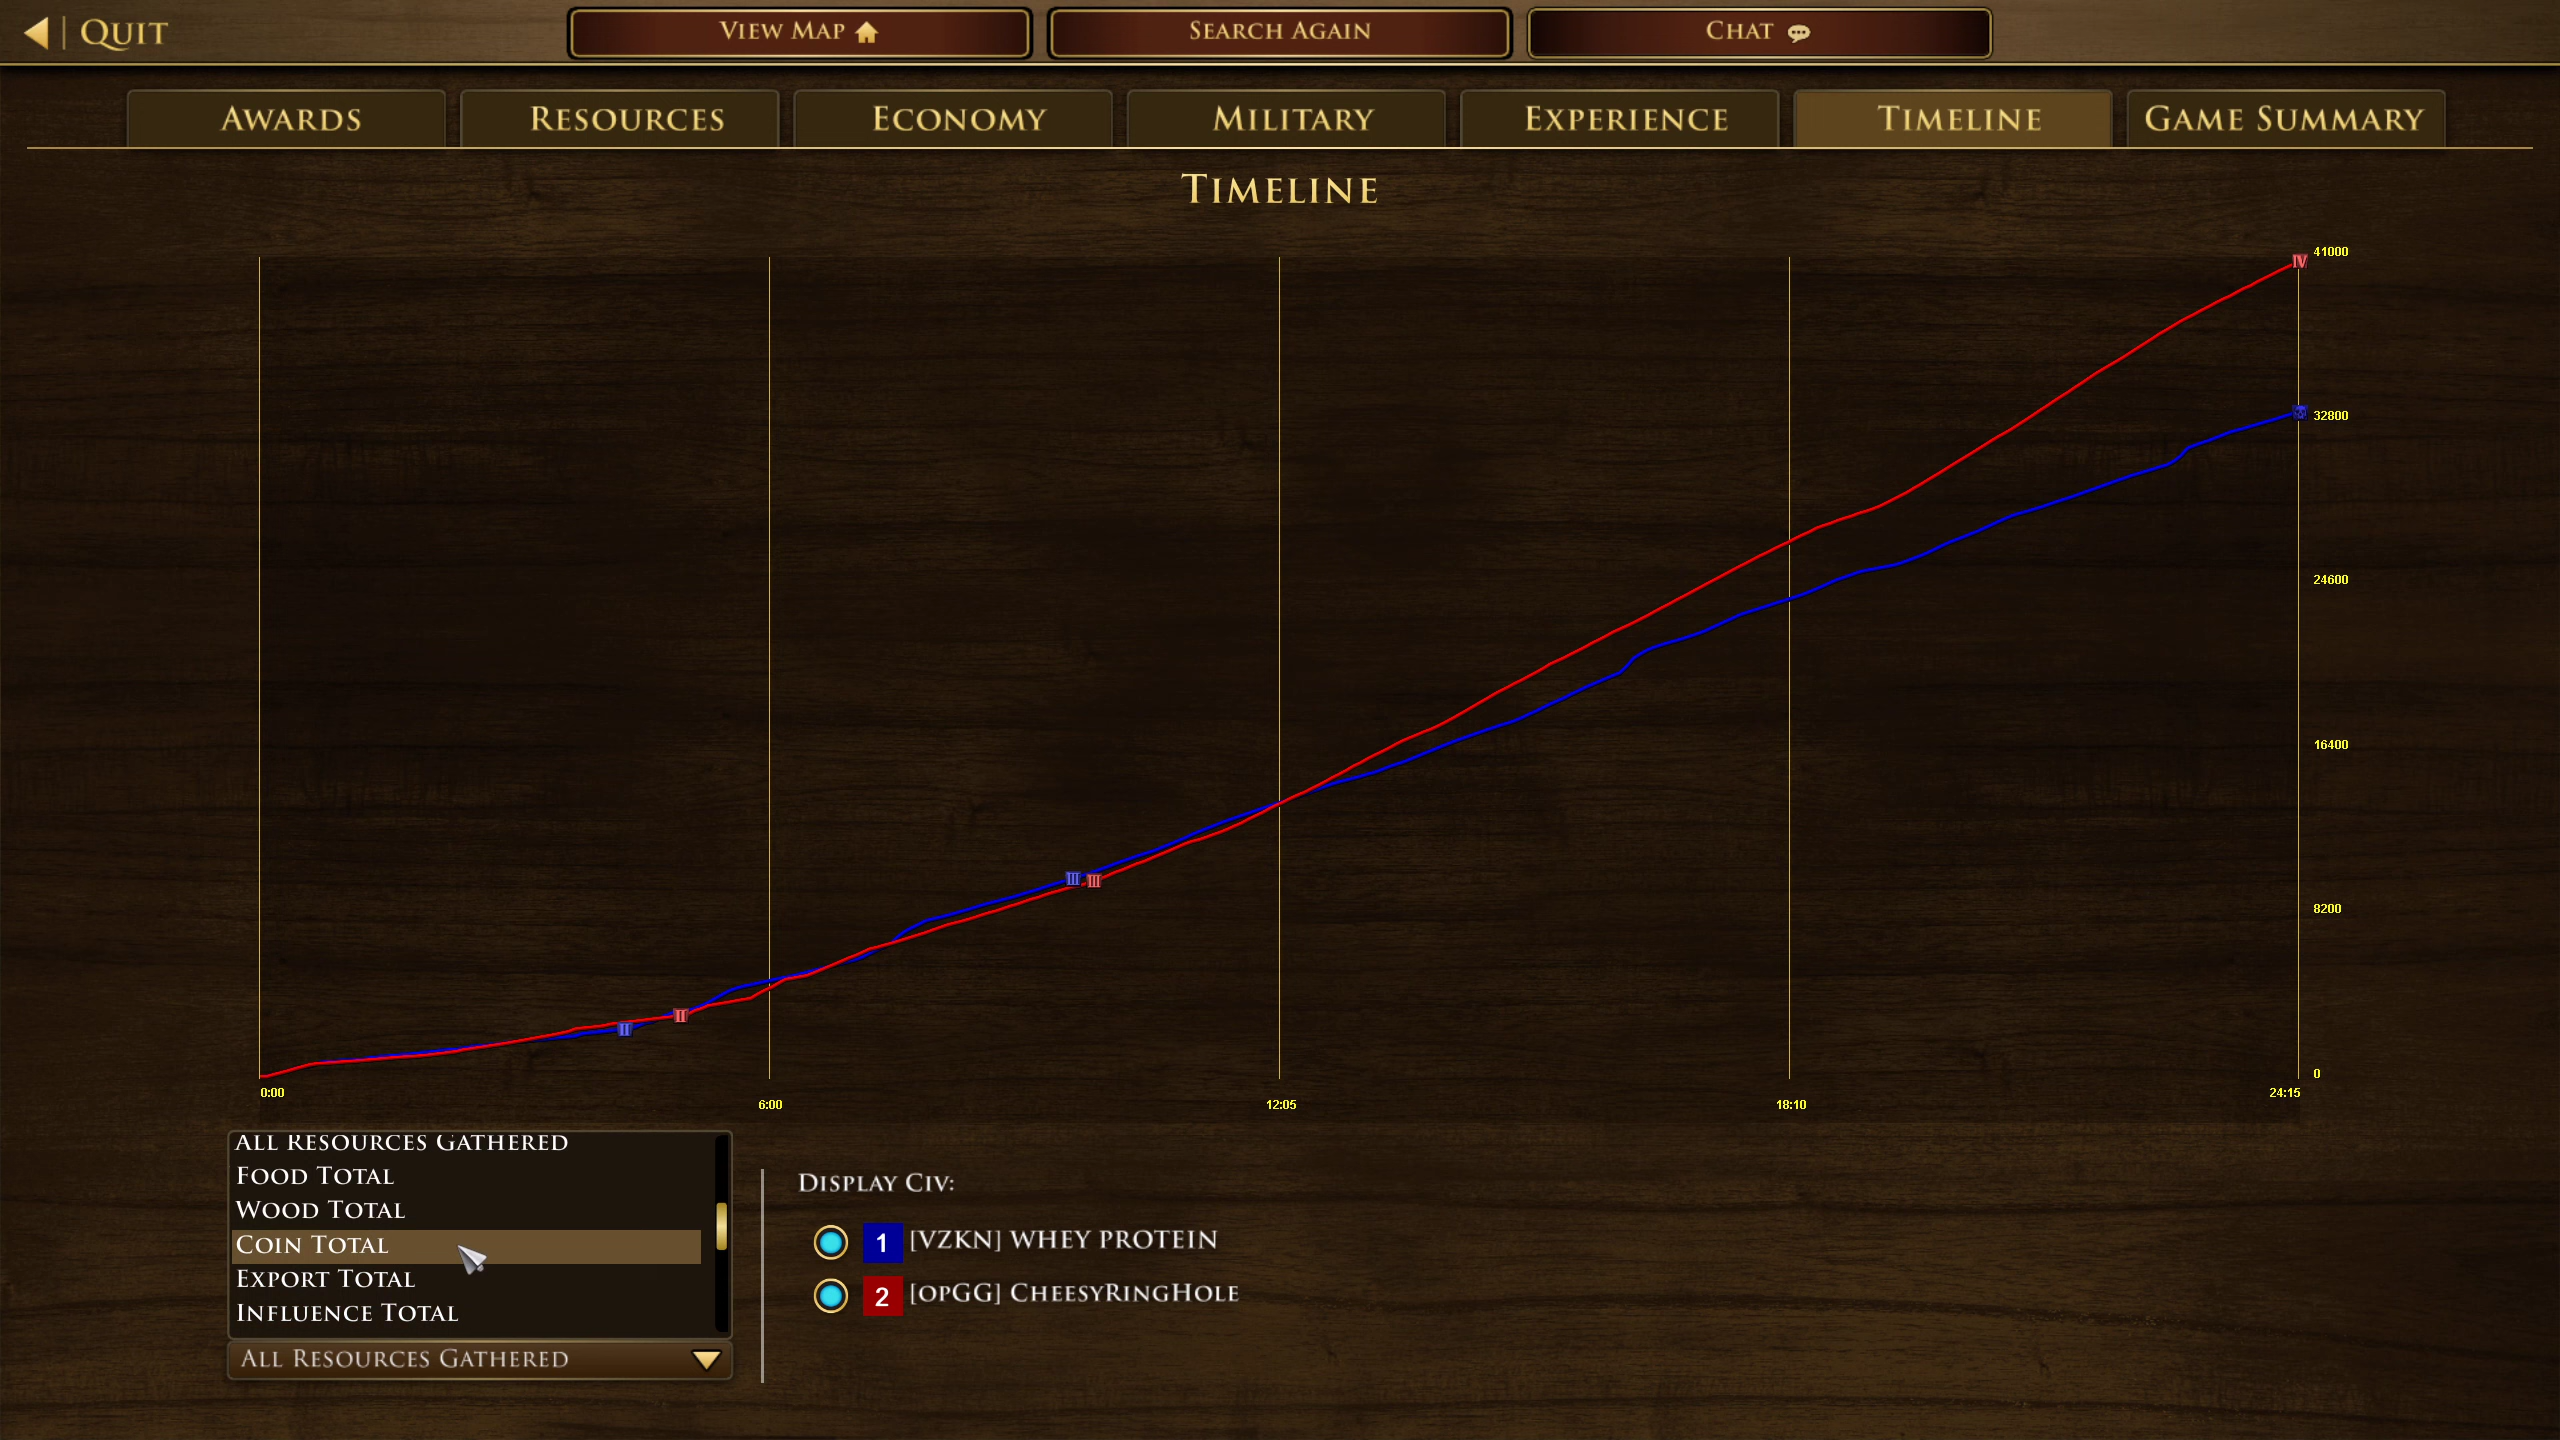 QUIT
VIEW MAP
SEARCH AGAIN
CHAT
AWARDS
RESOURCES
ECONOMY
MILITARY
EXPERIENCE
TIMELINE
GAME SUMMARY
TIMELINE
41000
IV
32800
24600
16400
8200
III
III
II
II
0
0:00
6:00
12:05
18:10
24:15
ALL RESOURCES GATHERED
FOOD TOTAL
WOOD TOTAL
COIN TOTAL
EXPORT TOTAL
INFLUENCE TOTAL
ALL RESOURCES GATHERED
DISPLAY CIV:
1 [VZKN] WHEY PROTEIN
2 [OPGG] CHEESYRINGHOLE